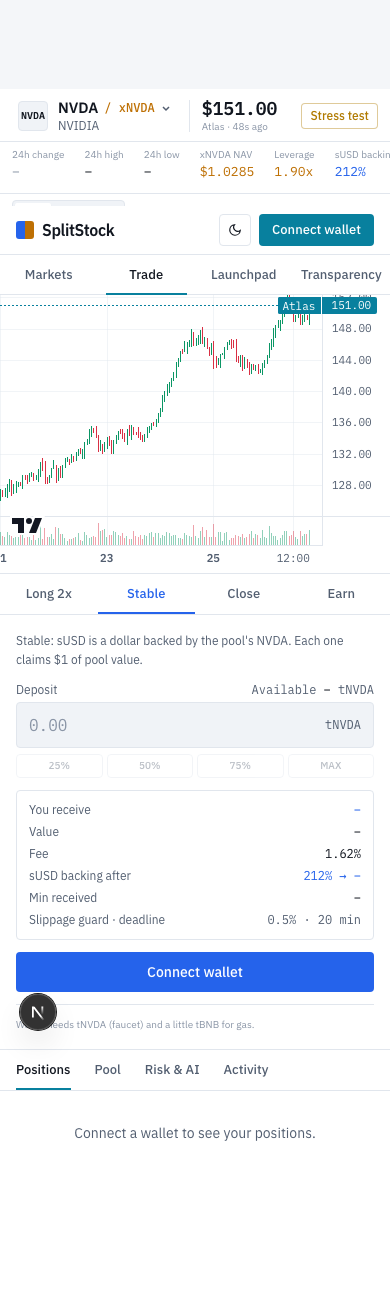 NVDA
NVDA / xNVDA
NVIDIA
$151.00
Atlas · 48s ago
Stress test
24h change
24h high
24h low
xNVDA NAV
Leverage
sUSD backin
–
–
–
$1.0285
1.90x
212%
SplitStock
Connect wallet
Markets
Trade
Launchpad
Transparency
Atlas
151.00
148.00
144.00
140.00
136.00
132.00
128.00
1
23
25
12:00
Long 2x
Stable
Close
Earn
Stable: sUSD is a dollar backed by the pool's NVDA. Each one
claims $1 of pool value.
Deposit
Available – tNVDA
0.00
tNVDA
25%
50%
75%
MAX
You receive
–
Value
–
Fee
1.62%
sUSD backing after
212% → –
Min received
–
Slippage guard · deadline
0.5% · 20 min
Connect wallet
N
needs tNVDA (faucet) and a little tBNB for gas.
Positions
Pool
Risk & AI
Activity
Connect a wallet to see your positions.